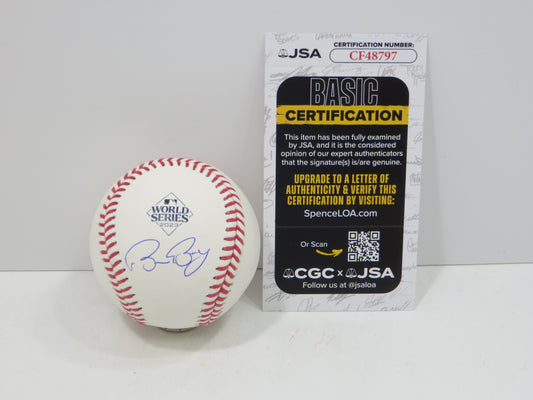 WORLD
SERIES
2023
JSA
CERTIFICATION NUMBER:
CF48797
BASIC
CERTIFICATION
This item has been fully examined
by JSA, and it is the considered
opinion of our expert authenticators
that the signature(s) is/are genuine.
UPGRADE TO A LETTER OF
AUTHENTICITY & VERIFY THIS
CERTIFICATION BY VISITING:
SpenceLOA.com
Or Scan
CGC x JSA
Follow us at @jsaloa